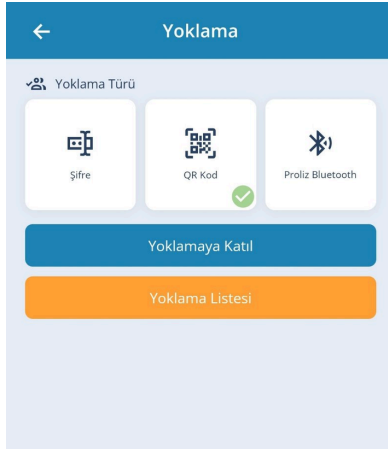 Yoklama
Yoklama Türü
Şifre
QR Kod
Proliz Bluetooth
Yoklamaya Katıl
Yoklama Listesi